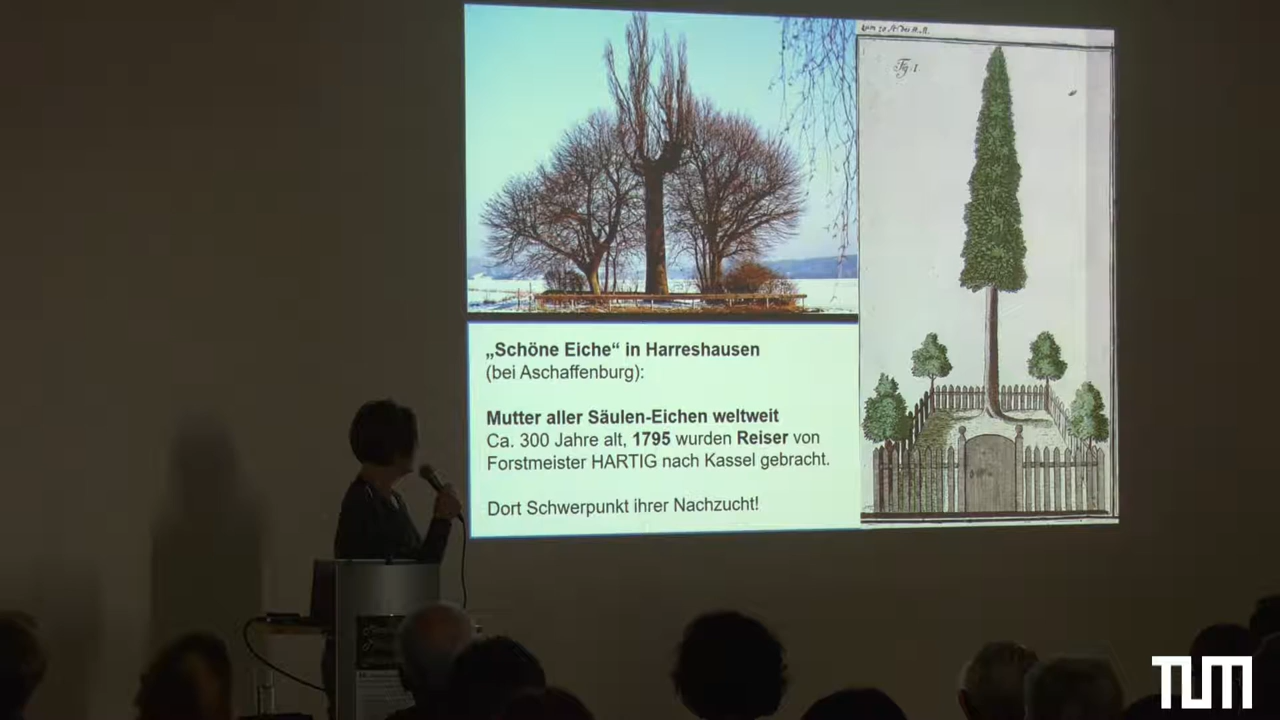 „Schöne Eiche“ in Harreshausen
(bei Aschaffenburg):
Mutter aller Säulen-Eichen weltweit
Ca. 300 Jahre alt, 1795 wurden Reiser von
Forstmeister HARTIG nach Kassel gebracht.
Dort Schwerpunkt ihrer Nachzucht!
Fig. 1
TUM